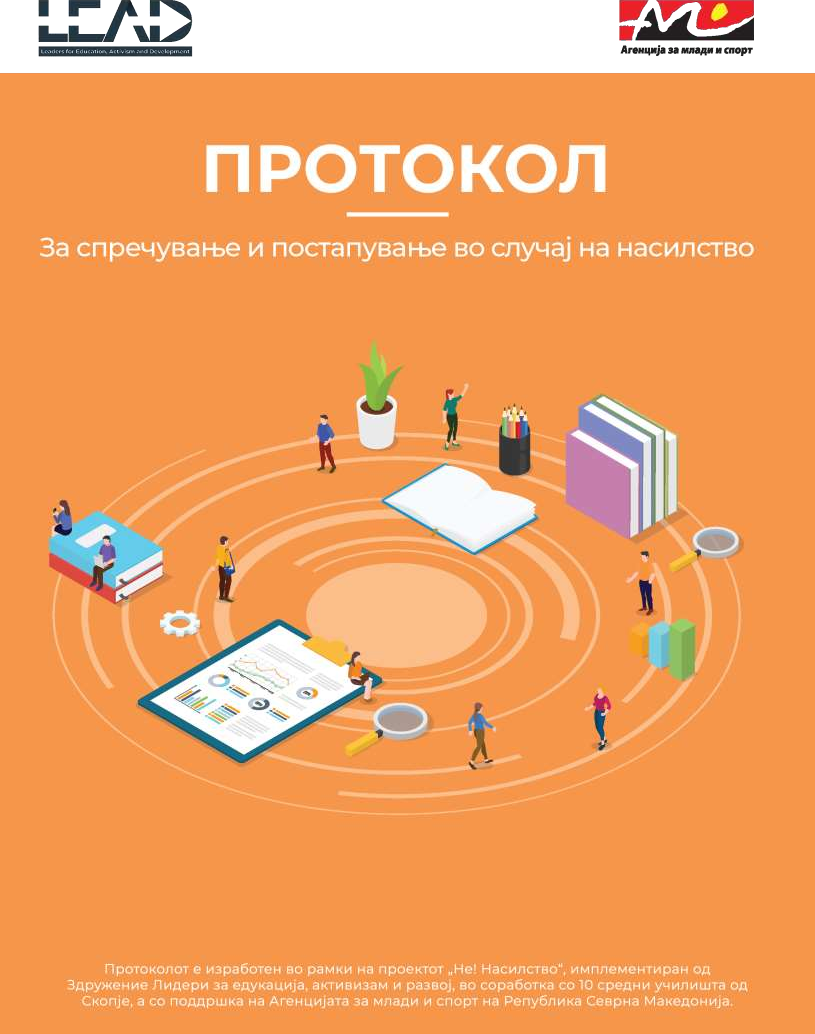 LEAD
Leaders for Education, Activism and Development
Агенција за млади и спорт
ПРОТОКОЛ
За спречување и постапување во случај на насилство
Протоколот е изработен во рамки на проектот „Не! Насилство“, имплементиран од
Здружение Лидери за едукација, активизам и развој, во соработка со 10 средни училишта од
Скопје, а со поддршка на Агенцијата за млади и спорт на Република Севрна Македонија.